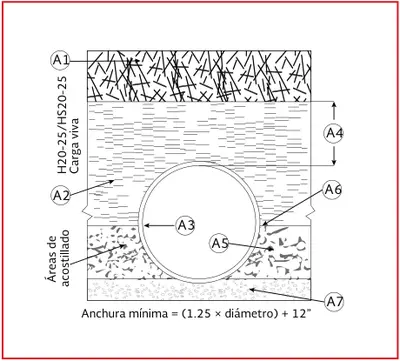 A1
H20-25/HS20-25
Carga viva
A4
A2
A6
A3
A5
Áreas de
acostillado
A7
Anchura mínima = (1.25 × diámetro) + 12"